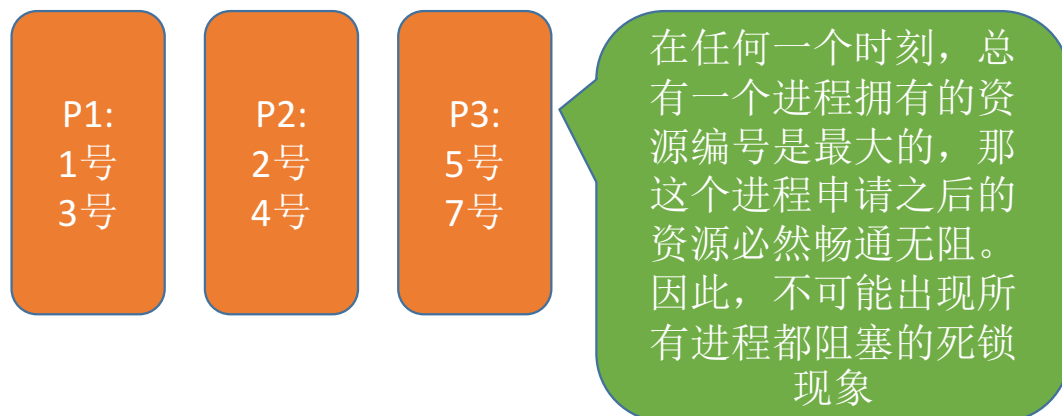 P1:
1号
3号
P2:
2号
4号
P3:
5号
7号
在任何一个时刻，总
有一个进程拥有的资
源编号是最大的，那
这个进程申请之后的
资源必然畅通无阻。
因此，不可能出现所
有进程都阻塞的死锁
现象